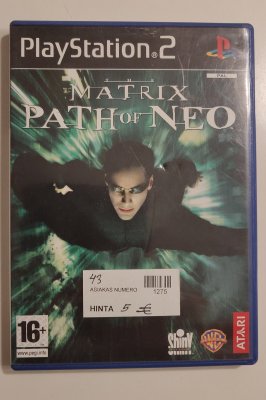 PlayStation 2
PAL
THE
MATRIX
PATH OF NEO
43
ASIAKAS NUMERO
1275
HINTA 5 €
16+
www.pegi.info
shiny
WB
ATARI